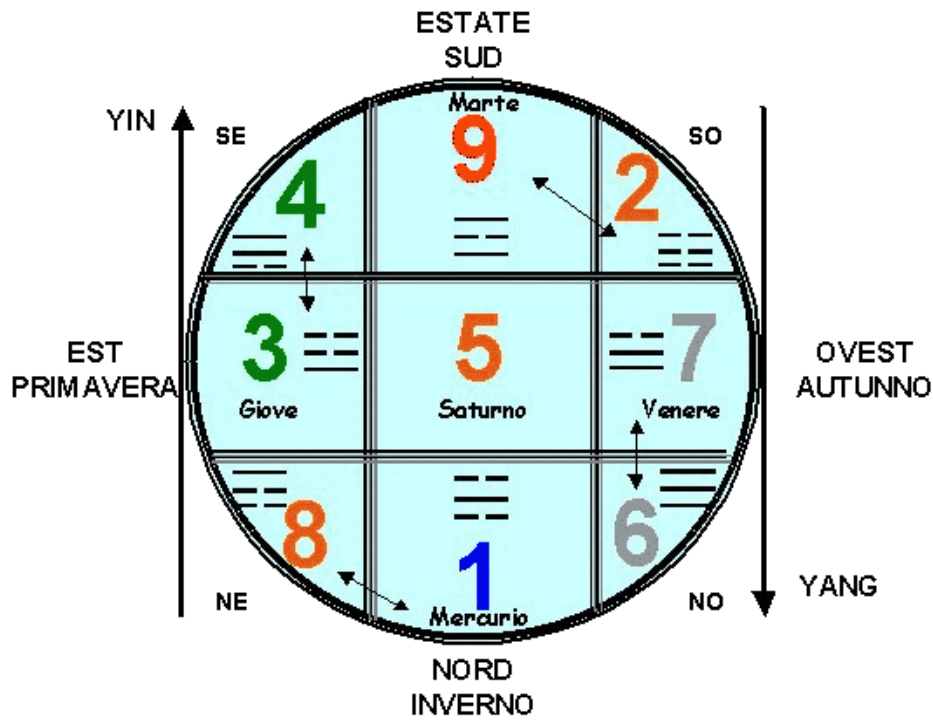 ESTATE
SUD
YIN
SE
Marte
SO
4
9
2
EST
PRIMAVERA
3
5
7
OVEST
AUTUNNO
Giove
Saturno
Venere
8
1
6
NE
Mercurio
NO
YANG
NORD
INVERNO